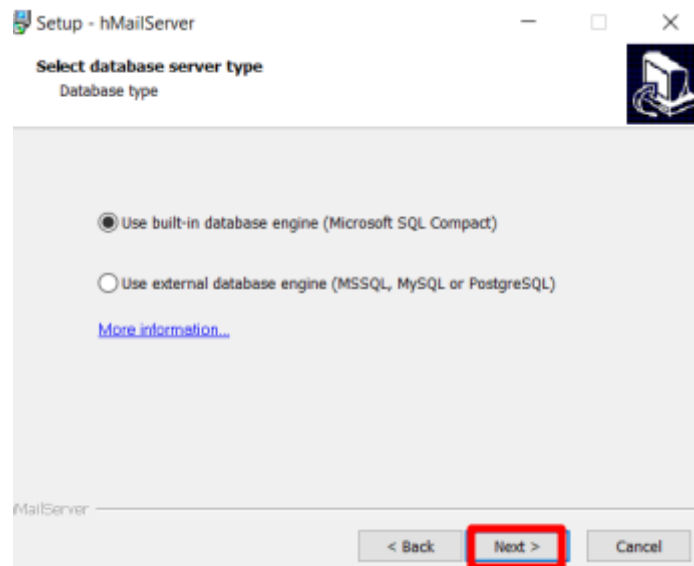 Setup - hMailServer
Select database server type
Database type
Use built-in database engine (Microsoft SQL Compact)
Use external database engine (MSSQL, MySQL or PostgreSQL)
More information...
MailServer
< Back Next > Cancel